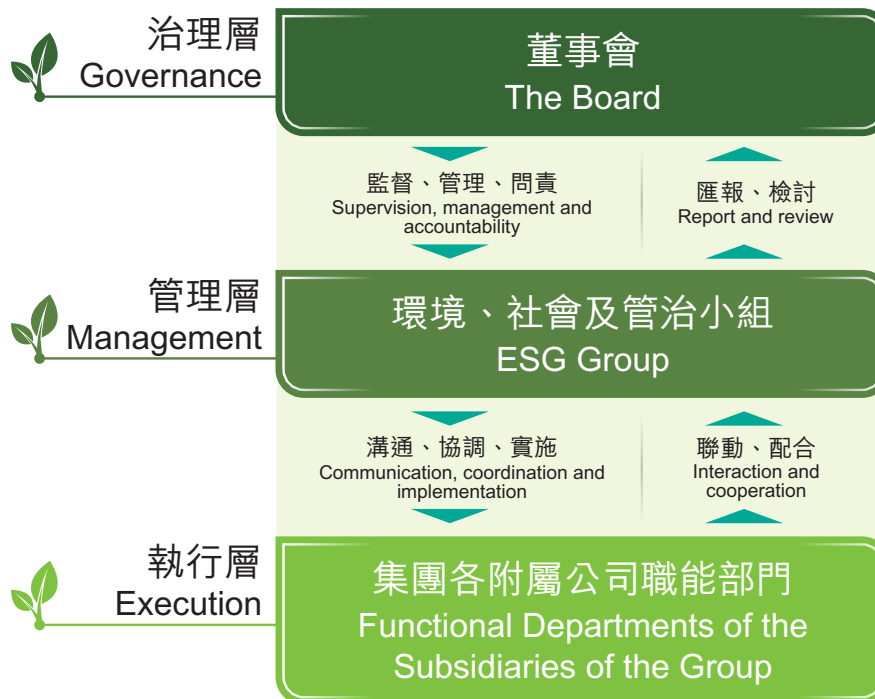 治理層
Governance
董事會
The Board
監督、管理、問責
Supervision, management and
accountability
匯報、檢討
Report and review
管理層
Management
環境、社會及管治小組
ESG Group
溝通、協調、實施
Communication, coordination and
implementation
聯動、配合
Interaction and
cooperation
執行層
Execution
集團各附屬公司職能部門
Functional Departments of the
Subsidiaries of the Group